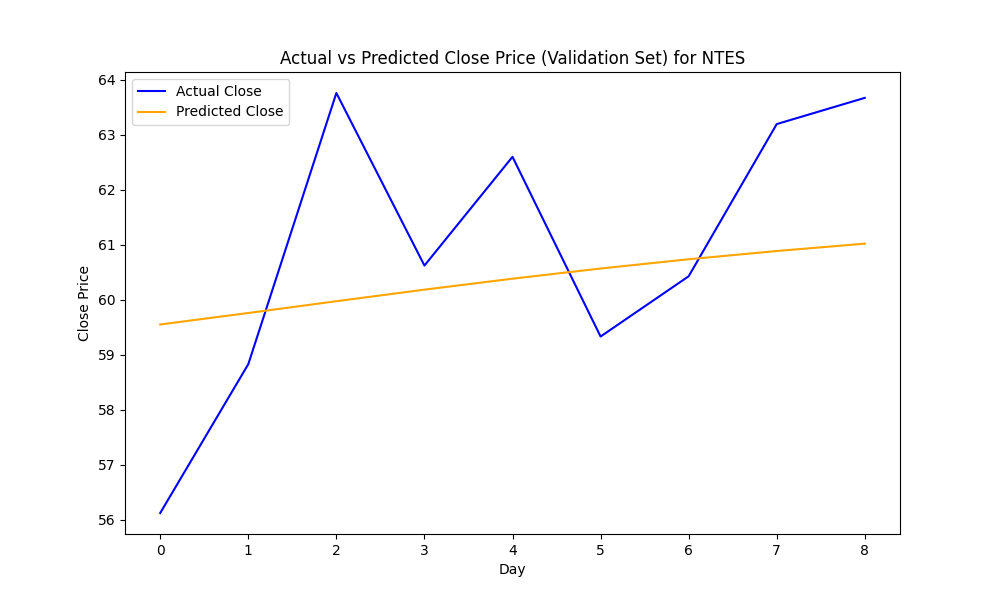 Actual vs Predicted Close Price (Validation Set) for NTES
Actual Close
Predicted Close
64
63
62
61
60
59
58
57
56
Close Price
0 1 2 3 4 5 6 7 8
Day